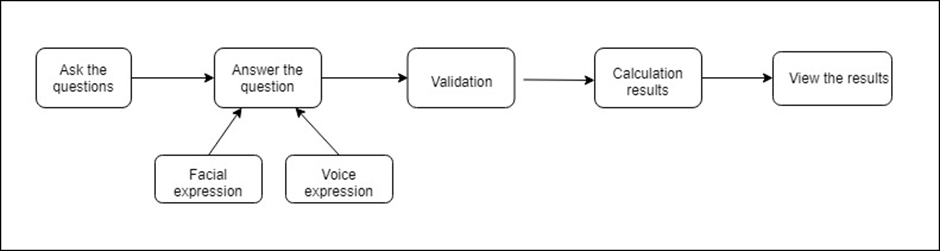 Ask the
questions
Answer the
question
Validation
Calculation
results
View the results
Facial
expression
Voice
expression